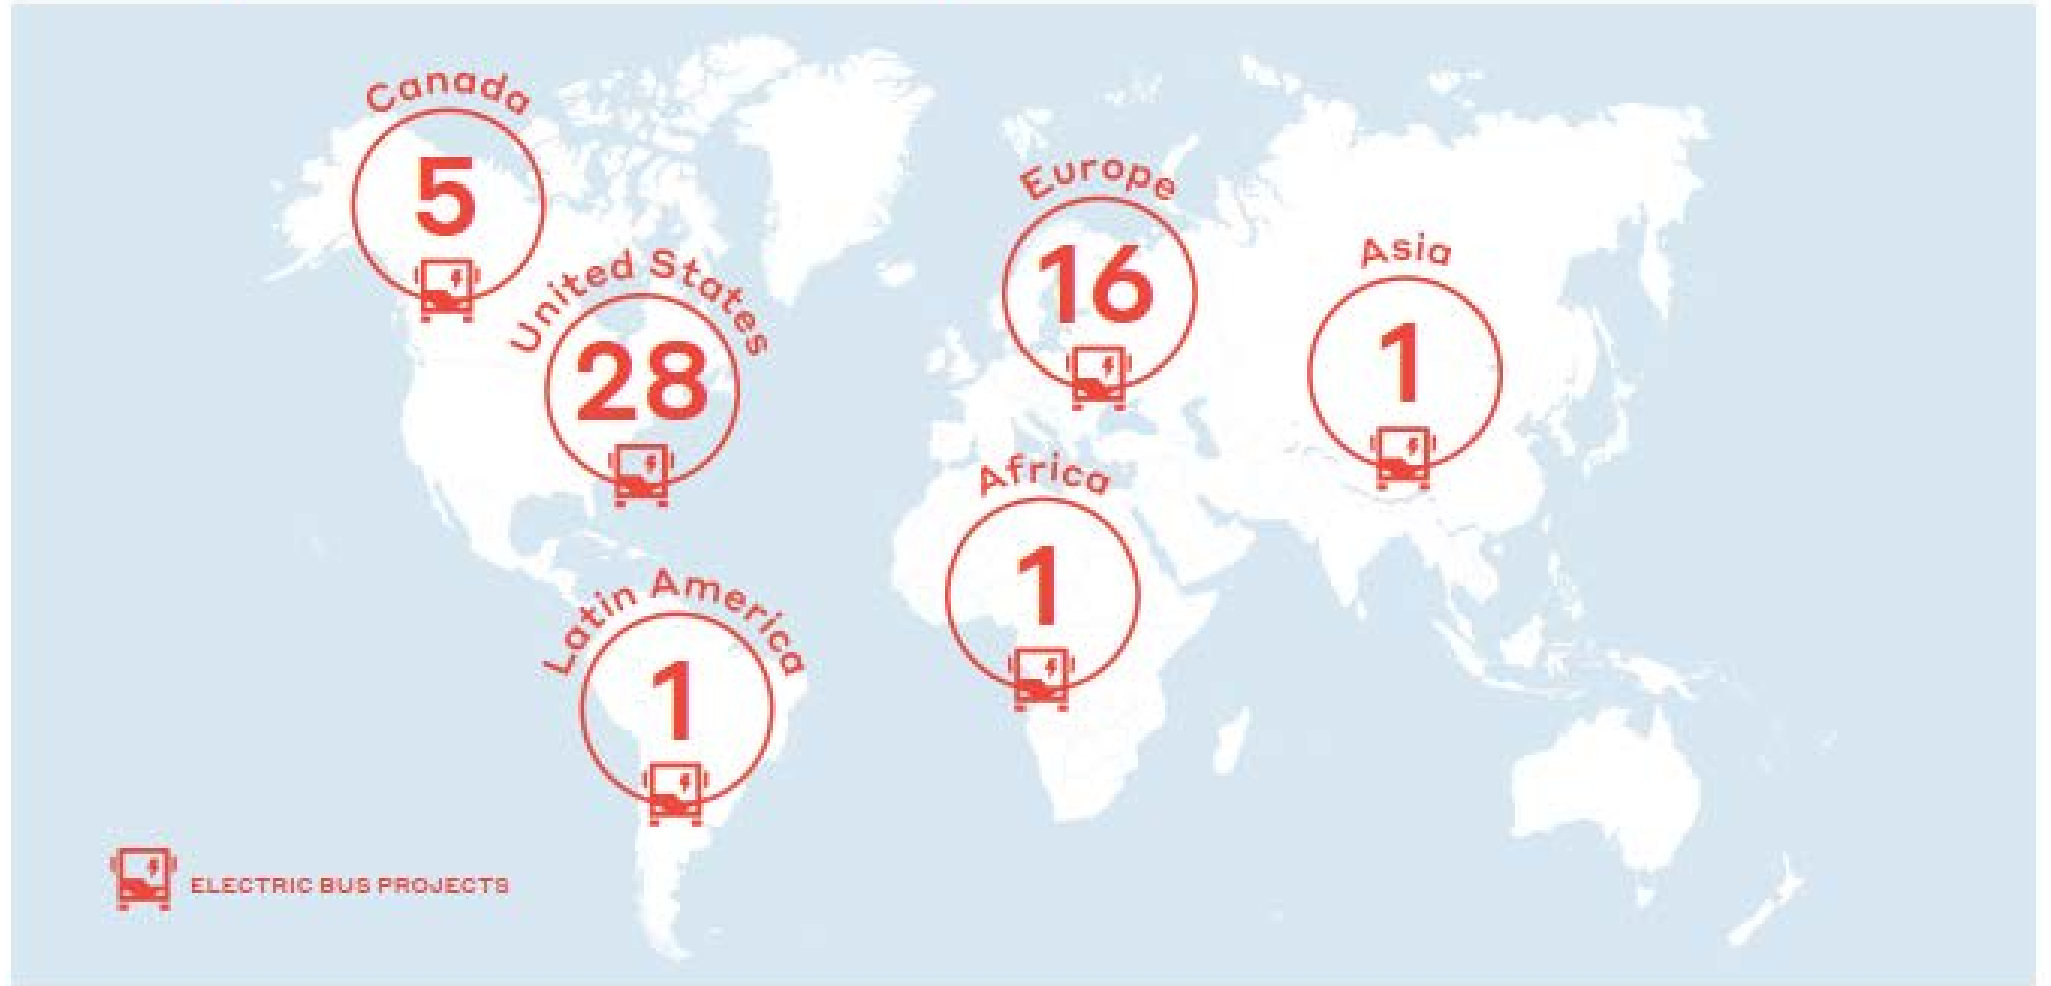 Canada
5
United States
28
Europe
16
Asia
1
Africa
1
Latin America
1
ELECTRIC BUS PROJECTS